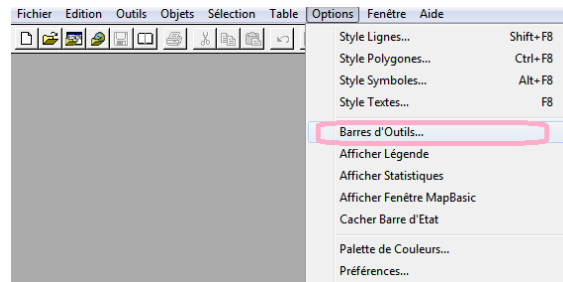 Fichier Edition Outils Objets Sélection Table Options Fenêtre Aide
Style Lignes... Shift+F8
Style Polygones... Ctrl+F8
Style Symboles... Alt+F8
Style Textes... F8
Barres d'Outils...
Afficher Légende
Afficher Statistiques
Afficher Fenêtre MapBasic
Cacher Barre d'Etat
Palette de Couleurs...
Préférences...